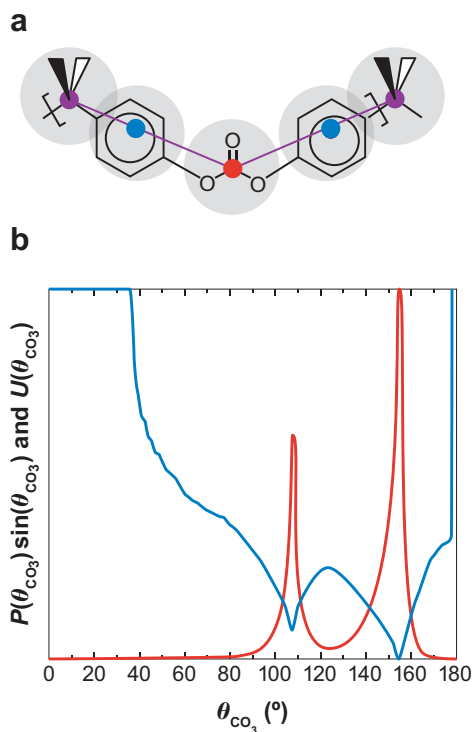 a
O
O O
b
P(θCO3) sin(θCO3) and U(θCO3)
0 20 40 60 80 100 120 140 160 180
θCO3 (º)